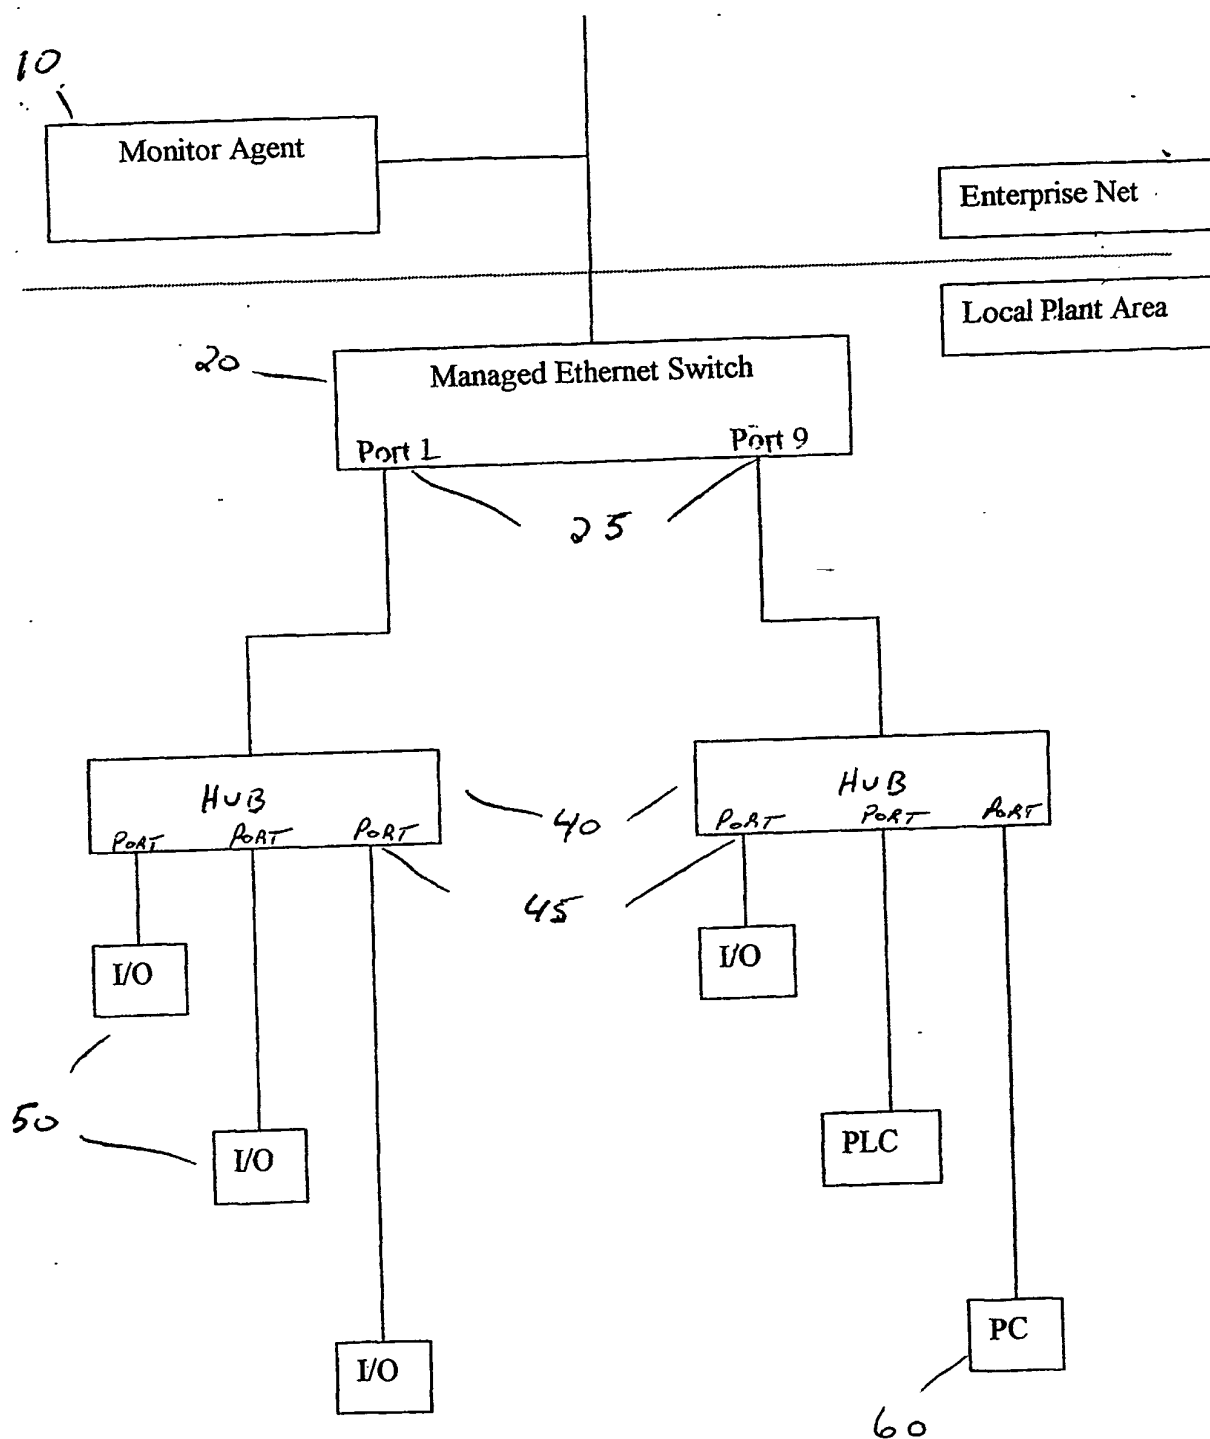 10
Monitor Agent
Enterprise Net
Local Plant Area
20
Managed Ethernet Switch
Port 1
Port 9
25
HUB
HUB
40
PORT
PORT
PORT
PORT
PORT
PORT
45
I/O
I/O
50
I/O
PLC
I/O
PC
60